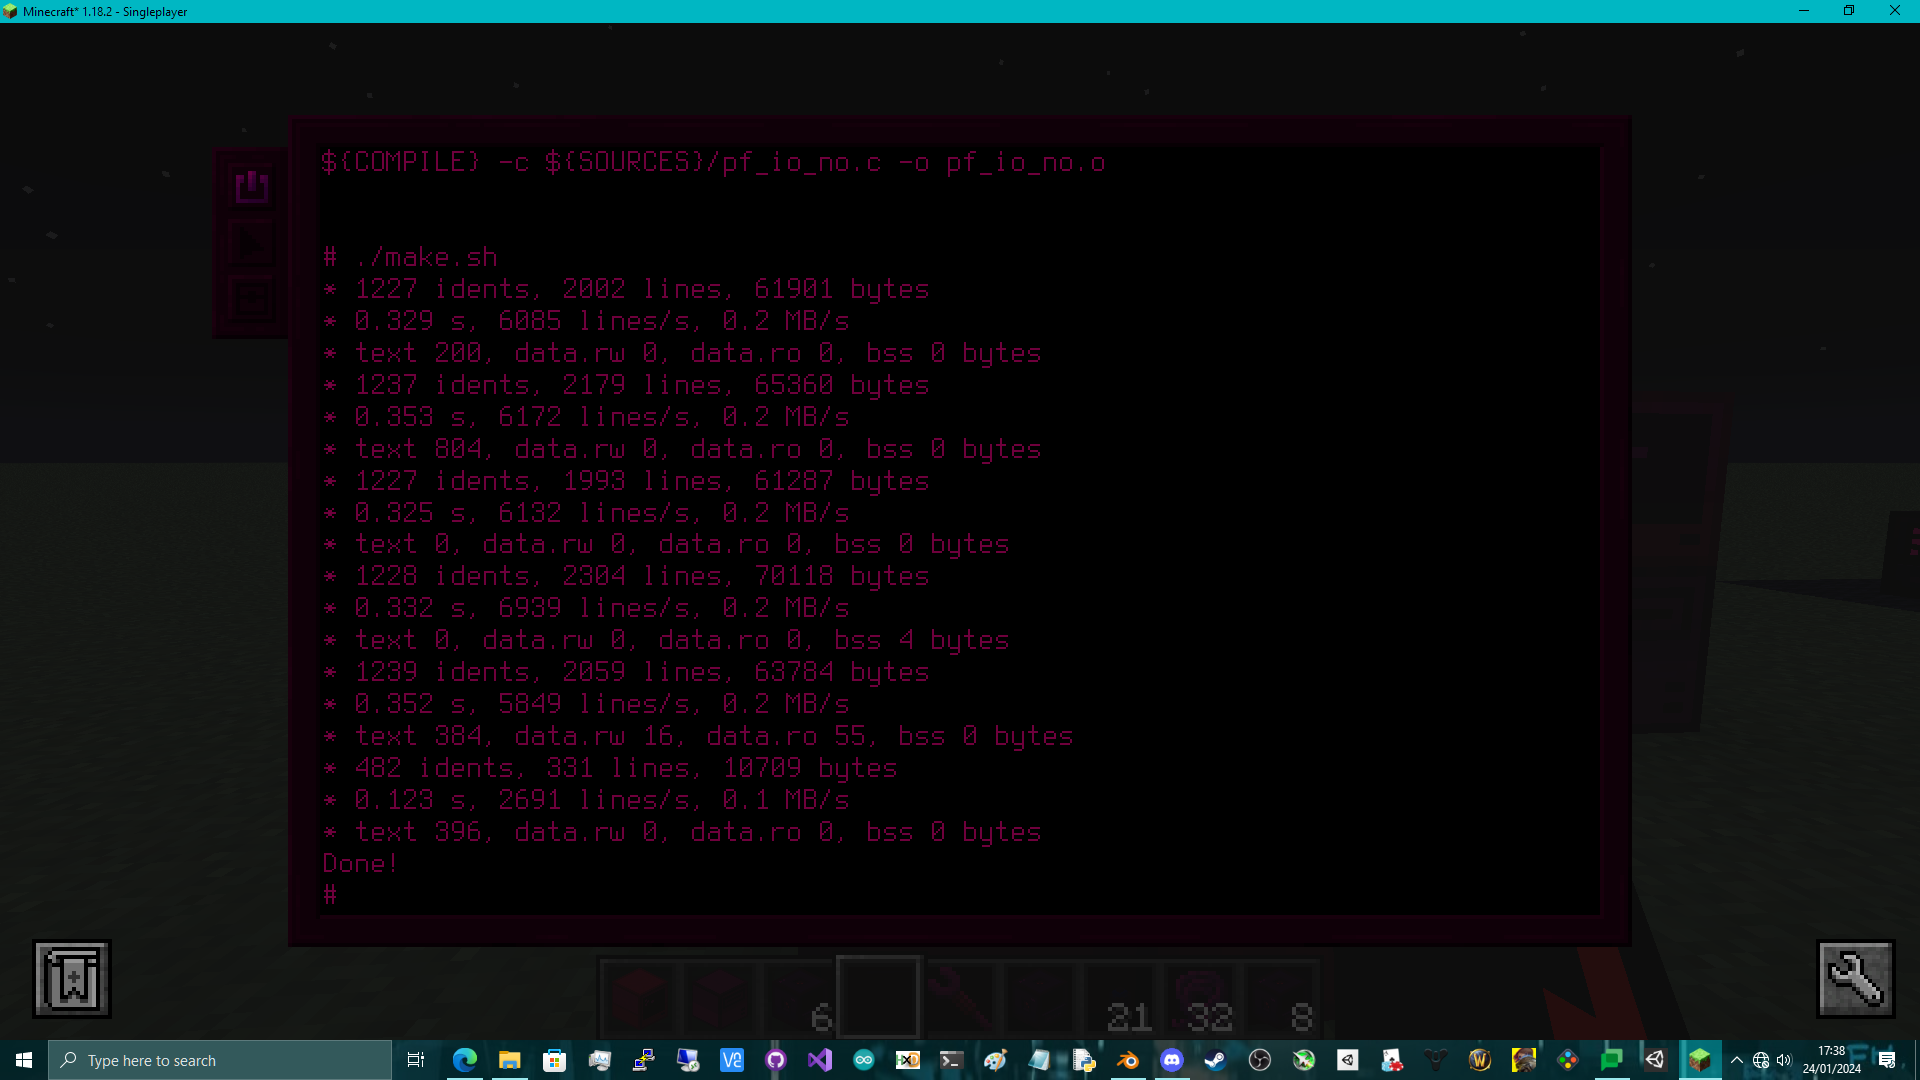 Minecraft* 1.18.2 - Singleplayer
${COMPILE} -c ${SOURCES}/pf_io_no.c -o pf_io_no.o
# ./make.sh
* 1227 idents, 2002 lines, 61901 bytes
* 0.329 s, 6085 lines/s, 0.2 MB/s
* text 200, data.rw 0, data.ro 0, bss 0 bytes
* 1237 idents, 2179 lines, 65360 bytes
* 0.353 s, 6172 lines/s, 0.2 MB/s
* text 804, data.rw 0, data.ro 0, bss 0 bytes
* 1227 idents, 1993 lines, 61287 bytes
* 0.325 s, 6132 lines/s, 0.2 MB/s
* text 0, data.rw 0, data.ro 0, bss 0 bytes
* 1228 idents, 2304 lines, 70118 bytes
* 0.332 s, 6939 lines/s, 0.2 MB/s
* text 0, data.rw 0, data.ro 0, bss 4 bytes
* 1239 idents, 2059 lines, 63784 bytes
* 0.352 s, 5849 lines/s, 0.2 MB/s
* text 384, data.rw 16, data.ro 55, bss 0 bytes
* 482 idents, 331 lines, 10709 bytes
* 0.123 s, 2691 lines/s, 0.1 MB/s
* text 396, data.rw 0, data.ro 0, bss 0 bytes
Done!
#
6 21 32 8
Type here to search
17:38
24/01/2024